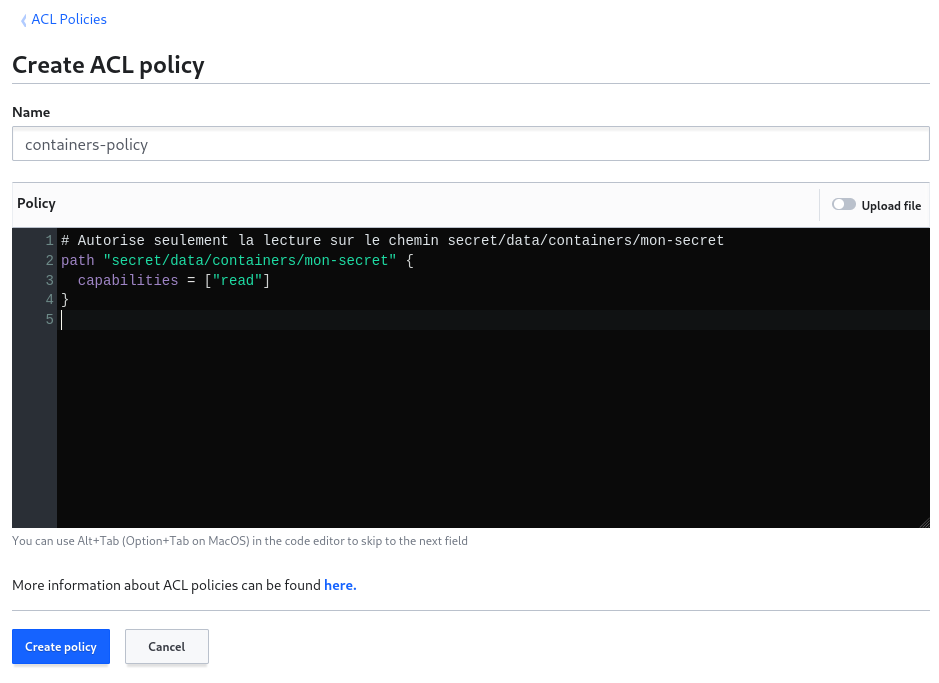 ACL Policies
Create ACL policy
Name
containers-policy
Policy
Upload file
1 # Autorise seulement la lecture sur le chemin secret/data/containers/mon-secret
2 path "secret/data/containers/mon-secret" {
3   capabilities = ["read"]
4 }
5
You can use Alt+Tab (Option+Tab on MacOS) in the code editor to skip to the next field
More information about ACL policies can be found here.
Create policy
Cancel